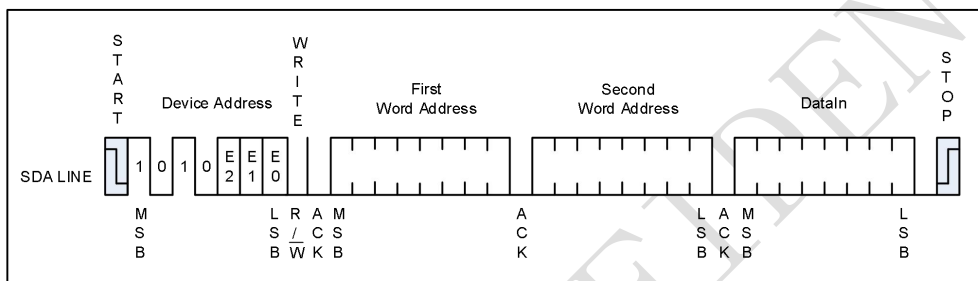 START
WRITE
STOP
Device Address
First
Word Address
Second
Word Address
DataIn
SDA LINE
1 0 1 0 E2 E1 E0
MSB
LSB
R/W
ACK
MSB
ACK
LSB
ACK
MSB
LSB